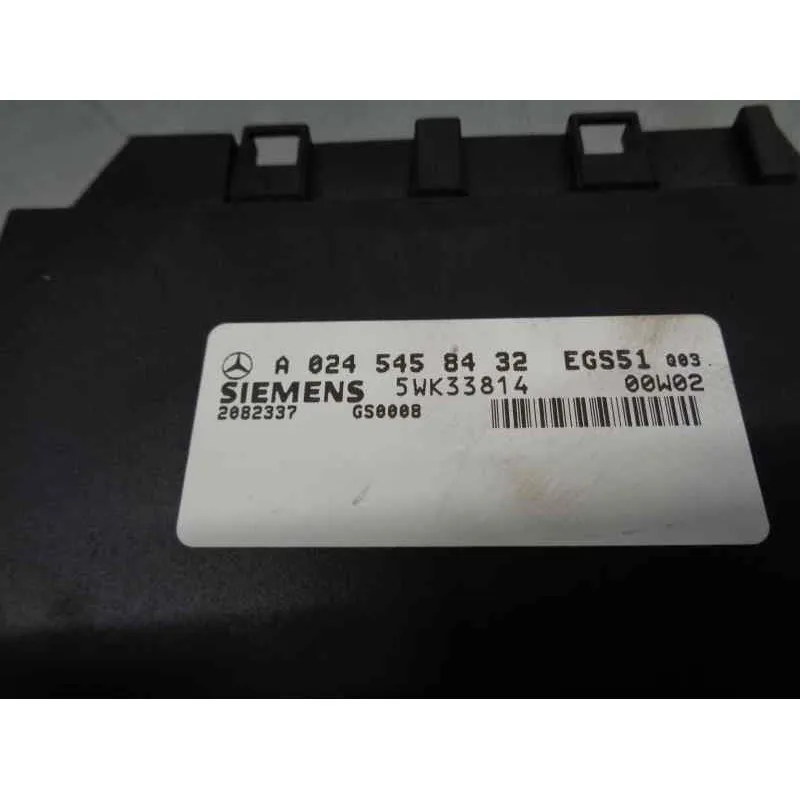 A 024 545 84 32 EGS51 Q03
SIEMENS 5WK33814 00W02
2082337 GS0008